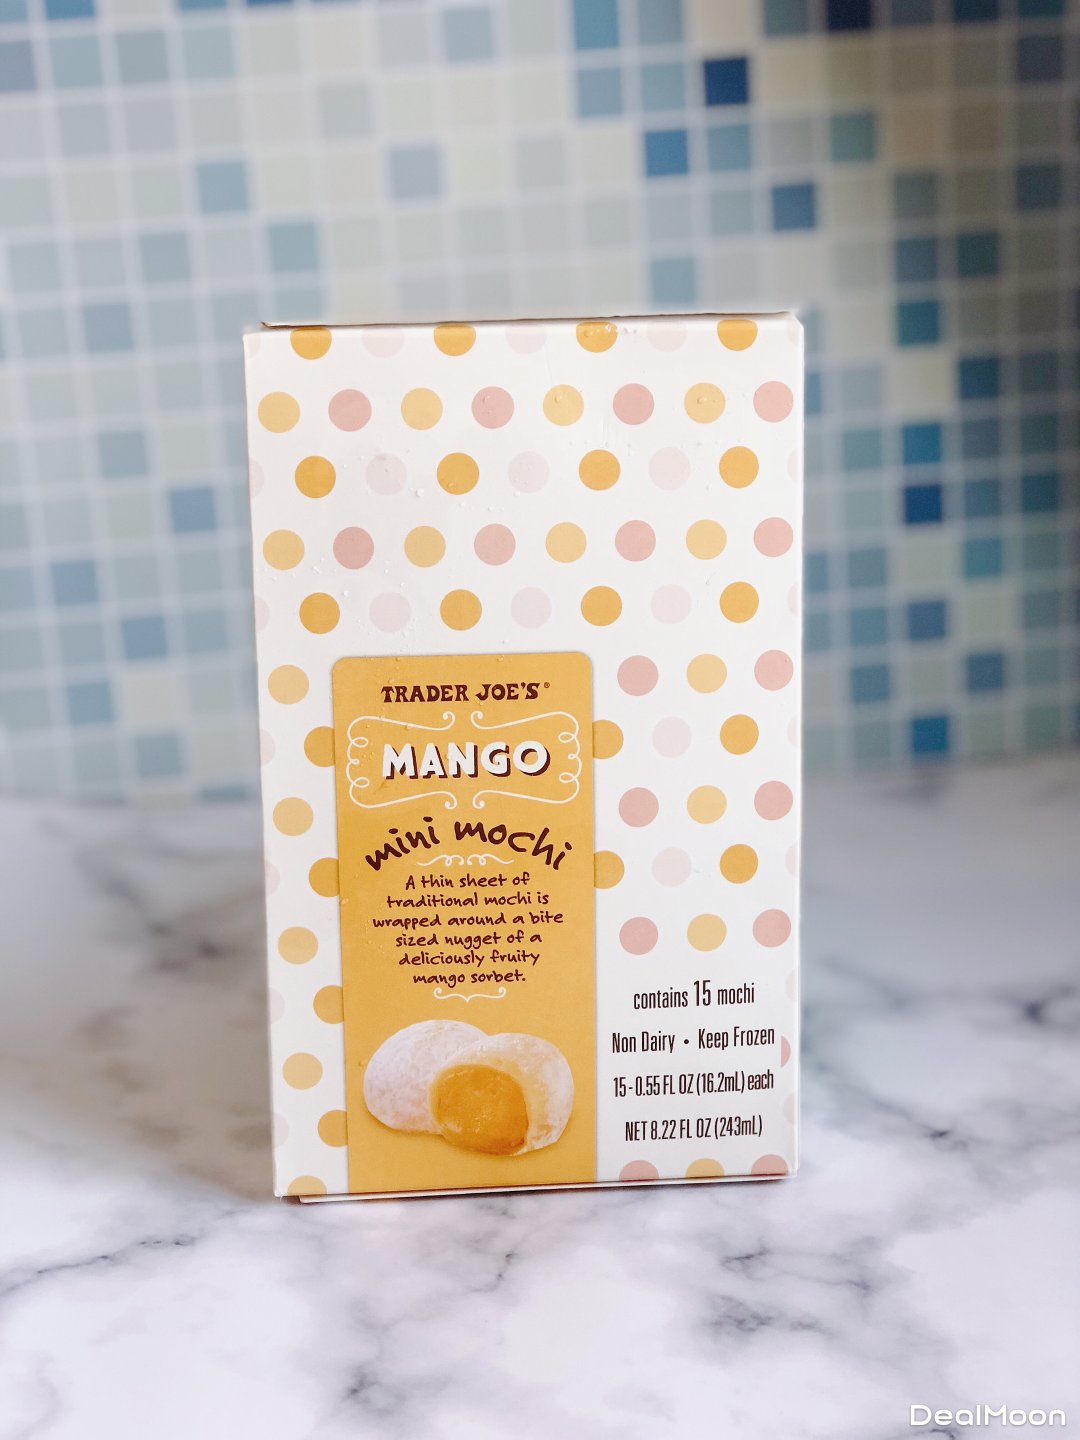 TRADER JOE'S®
MANGO
mini mochi
A thin sheet of
traditional mochi is
wrapped around a bite
sized nugget of a
deliciously fruity
mango sorbet.
contains 15 mochi
Non Dairy • Keep Frozen
15-0.55 FL OZ (16.2mL) each
NET 8.22 FL OZ (243mL)
DealMoon